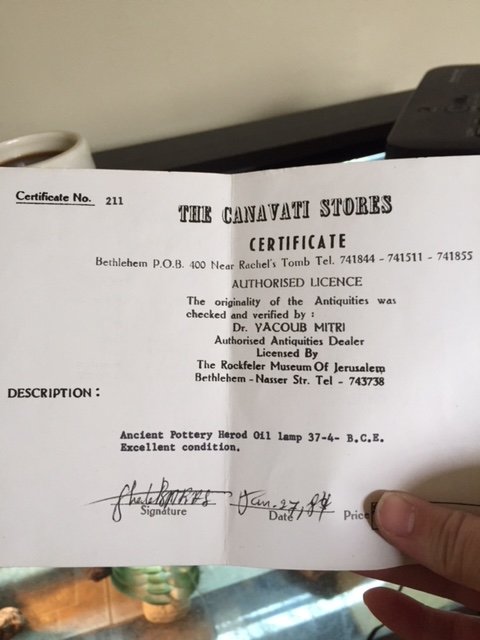 Certificate No. 211
THE CANAVATI STORES
CERTIFICATE
Bethlehem P.O.B. 400 Near Rachel's Tomb Tel. 741844 - 741511 - 741855
AUTHORISED LICENCE
The originality of the Antiquities was
checked and verified by :
Dr. YACOUB MITRI
Authorised Antiquities Dealer
Licensed By
The Rockfeler Museum Of Jerusalem
Bethlehem - Nasser Str. Tel - 743738
DESCRIPTION :
Ancient Pottery Herod Oil lamp 37-4- B.C.E.
Excellent condition.
Jan. 27,
Signature Date Price